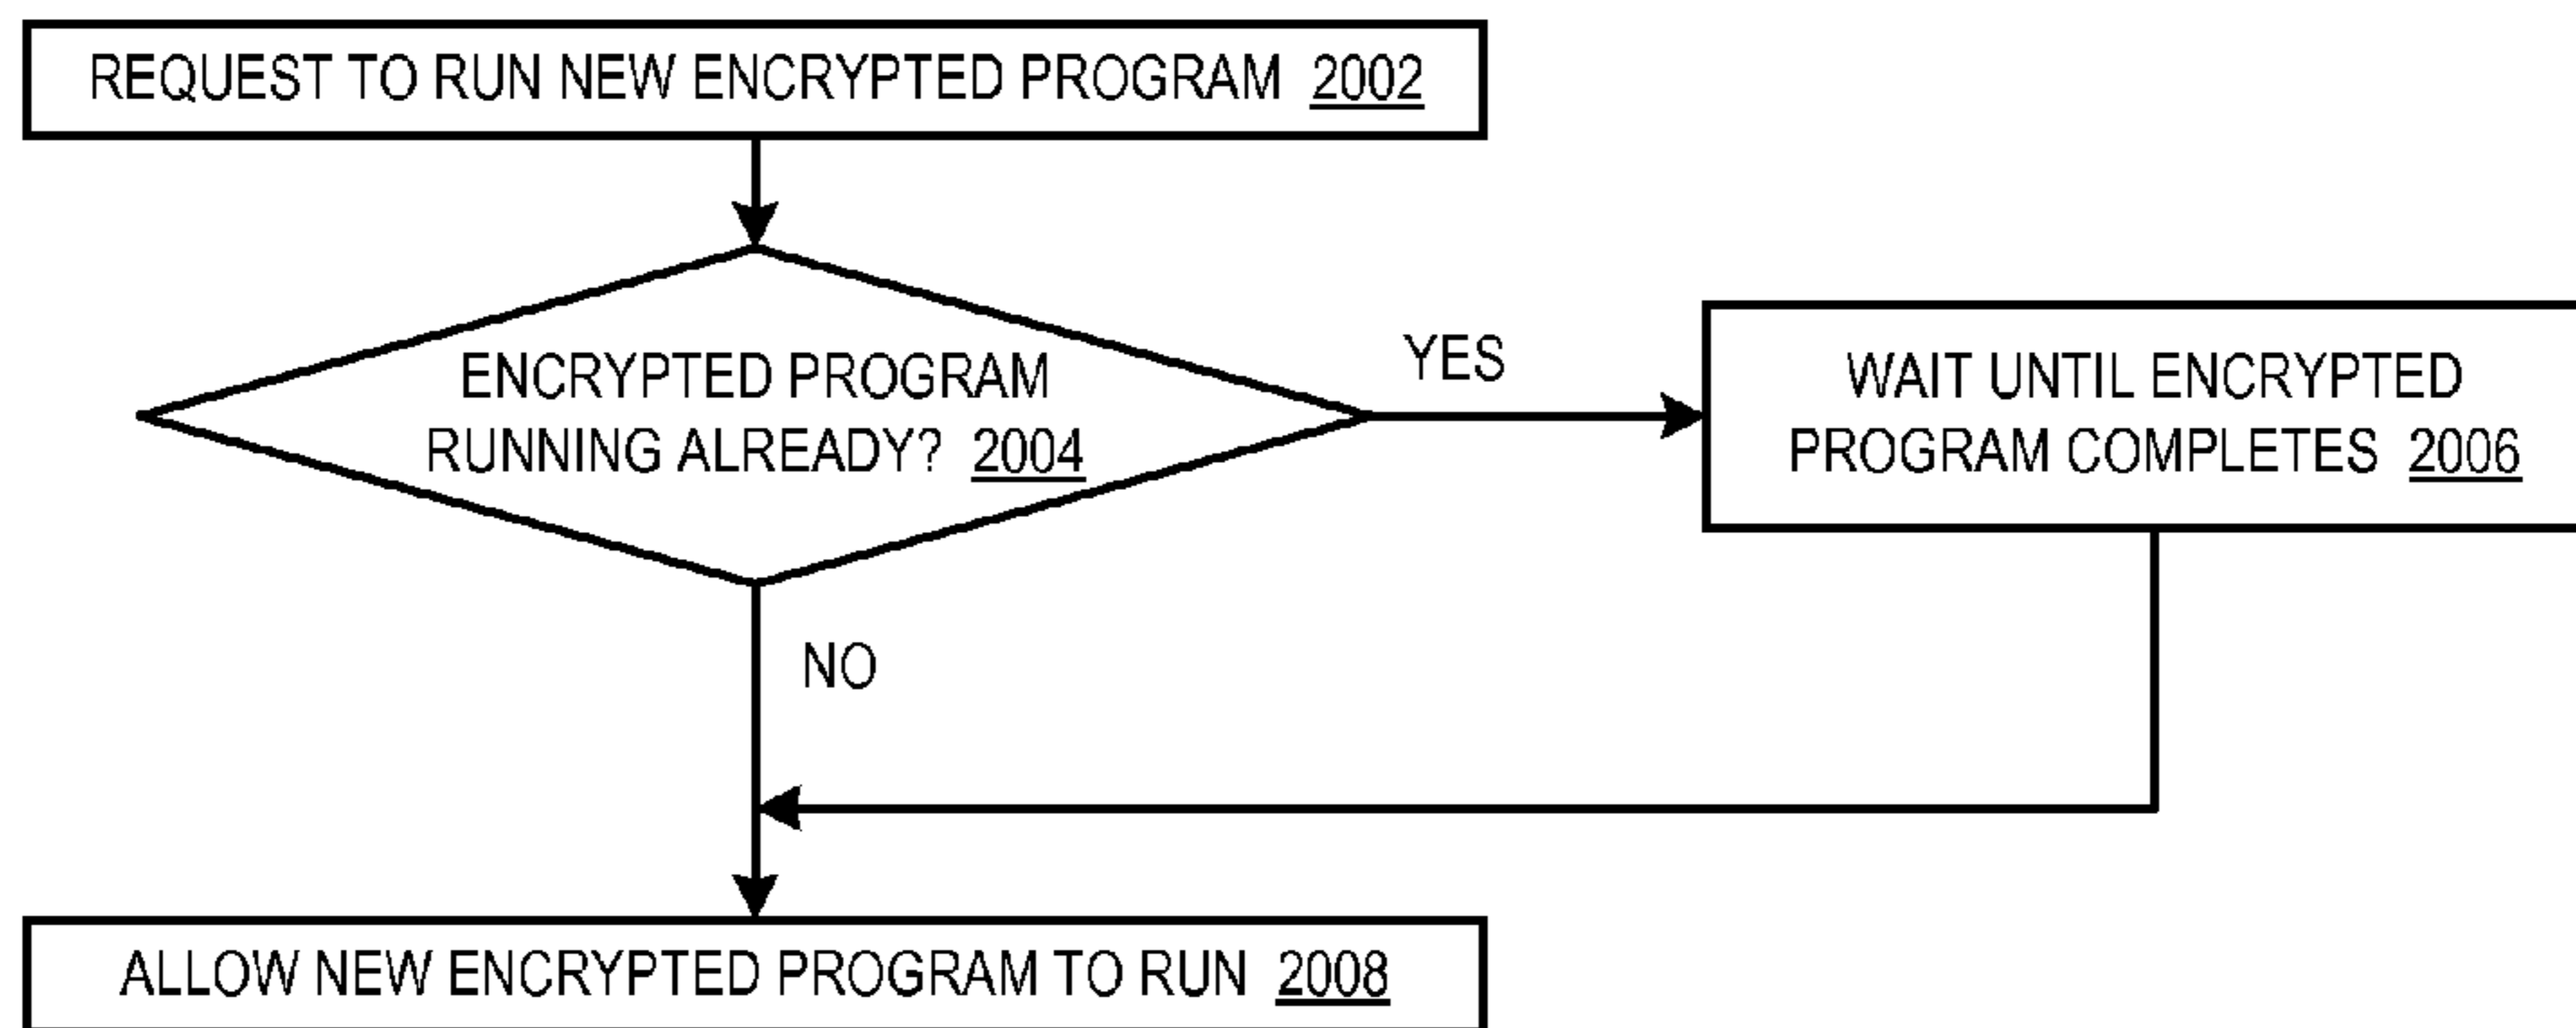 REQUEST TO RUN NEW ENCRYPTED PROGRAM 2002
ENCRYPTED PROGRAM
RUNNING ALREADY? 2004
YES
WAIT UNTIL ENCRYPTED
PROGRAM COMPLETES 2006
NO
ALLOW NEW ENCRYPTED PROGRAM TO RUN 2008